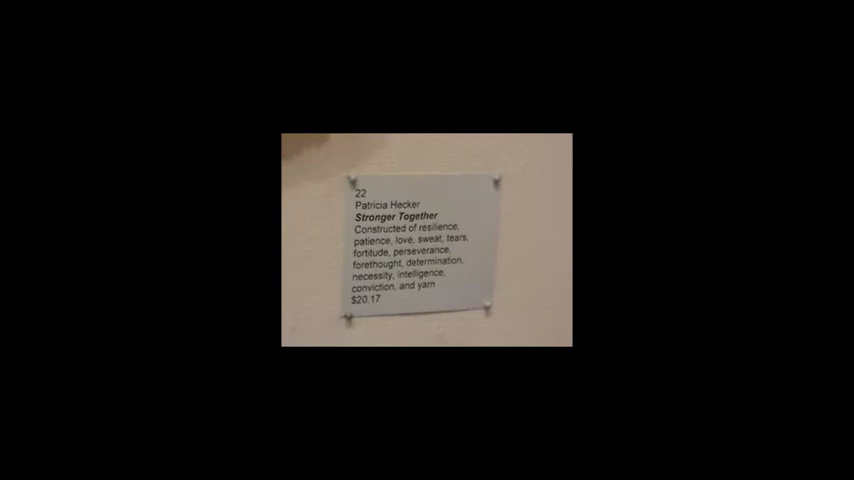 22
Patricia Hecker
Stronger Together
Constructed of resilience,
patience, love, sweat, tears,
fortitude, perseverance,
forethought, determination,
necessity, intelligence,
conviction, and yarn
$20.17